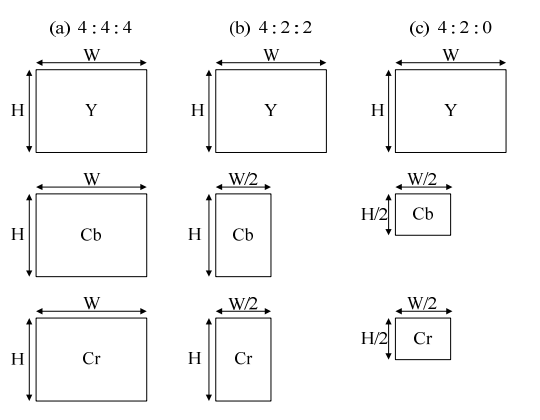 (a) 4 : 4 : 4 (b) 4 : 2 : 2 (c) 4 : 2 : 0
W W W
H Y H Y H Y
W W/2 W/2
H Cb H Cb H/2 Cb
W W/2 W/2
H Cr H Cr H/2 Cr